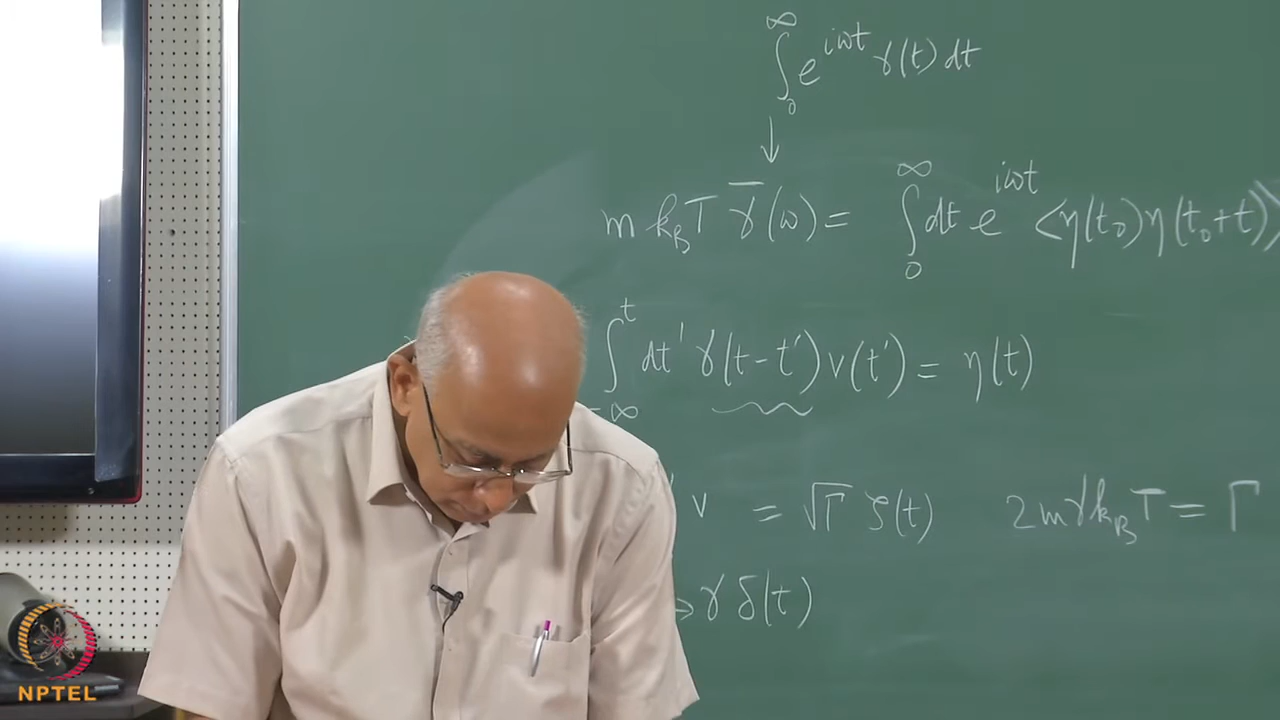 ∫₀^∞ e^{iωt} γ(t) dt
↓
m k_B T γ̄(ω) = ∫₀^∞ dt e^{iωt} <η(t₀)η(t₀+t)>
∫_{-∞}^t dt' γ(t-t') v(t') = η(t)
v = √Γ ζ(t) 2mγk_BT = Γ
→ γ δ(t)
NPTEL